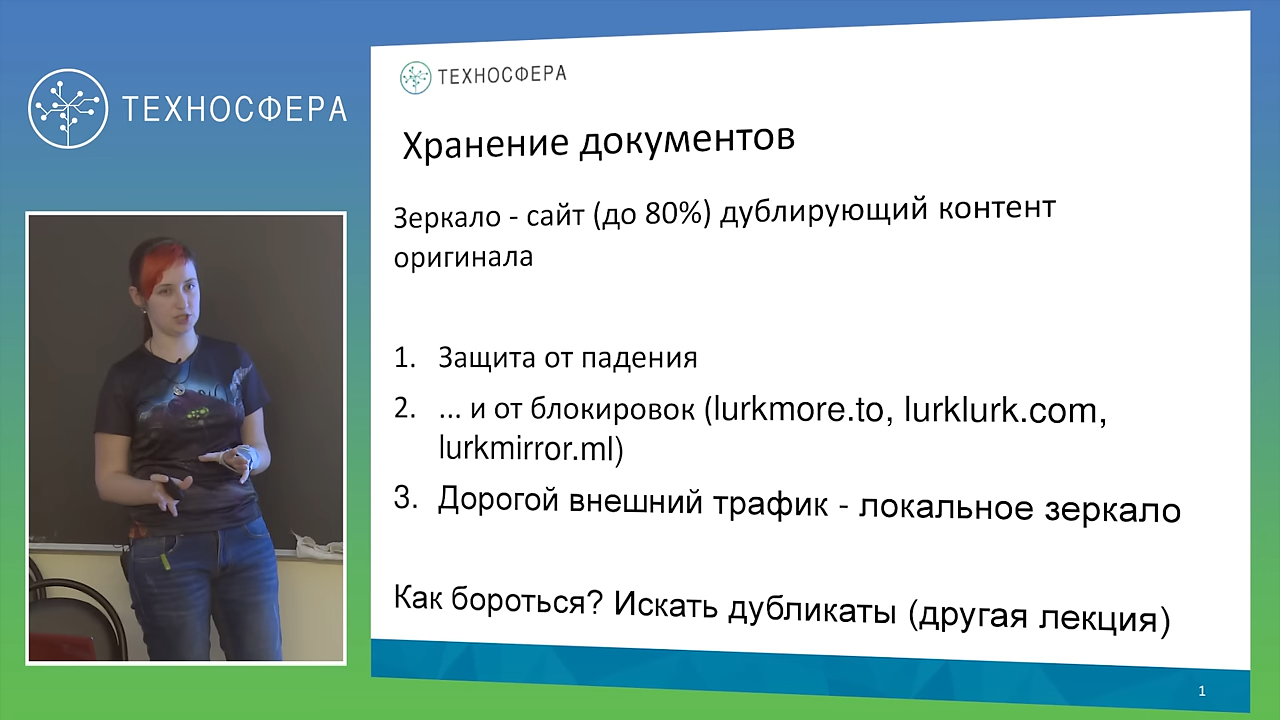 ТЕХНОСФЕРА
ТЕХНОСФЕРА
Хранение документов
Зеркало - сайт (до 80%) дублирующий контент
оригинала
1. Защита от падения
2. ... и от блокировок (lurkmore.to, lurklurk.com,
lurkmirror.ml)
3. Дорогой внешний трафик - локальное зеркало
Как бороться? Искать дубликаты (другая лекция)
1